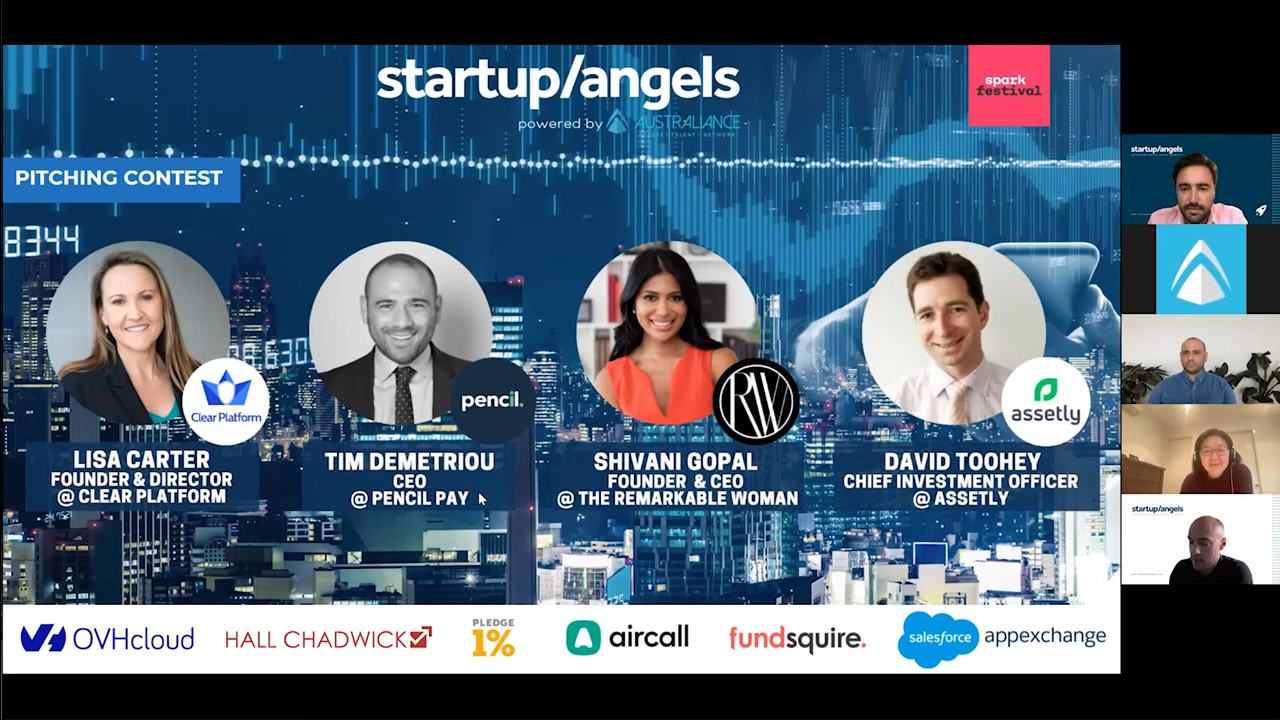 startup/angels
powered by AUSTRALIANCE
spark
festival
PITCHING CONTEST
8344
Clear Platform
pencil.
RW
assetly
LISA CARTER
FOUNDER & DIRECTOR
@ CLEAR PLATFORM
TIM DEMETRIOU
CEO
@ PENCIL PAY
SHIVANI GOPAL
FOUNDER & CEO
@ THE REMARKABLE WOMAN
DAVID TOOHEY
CHIEF INVESTMENT OFFICER
@ ASSETLY
OVHcloud
HALL CHADWICK
PLEDGE
1%
aircall
fundsquire.
salesforce appexchange
startup/angels
startup/angels